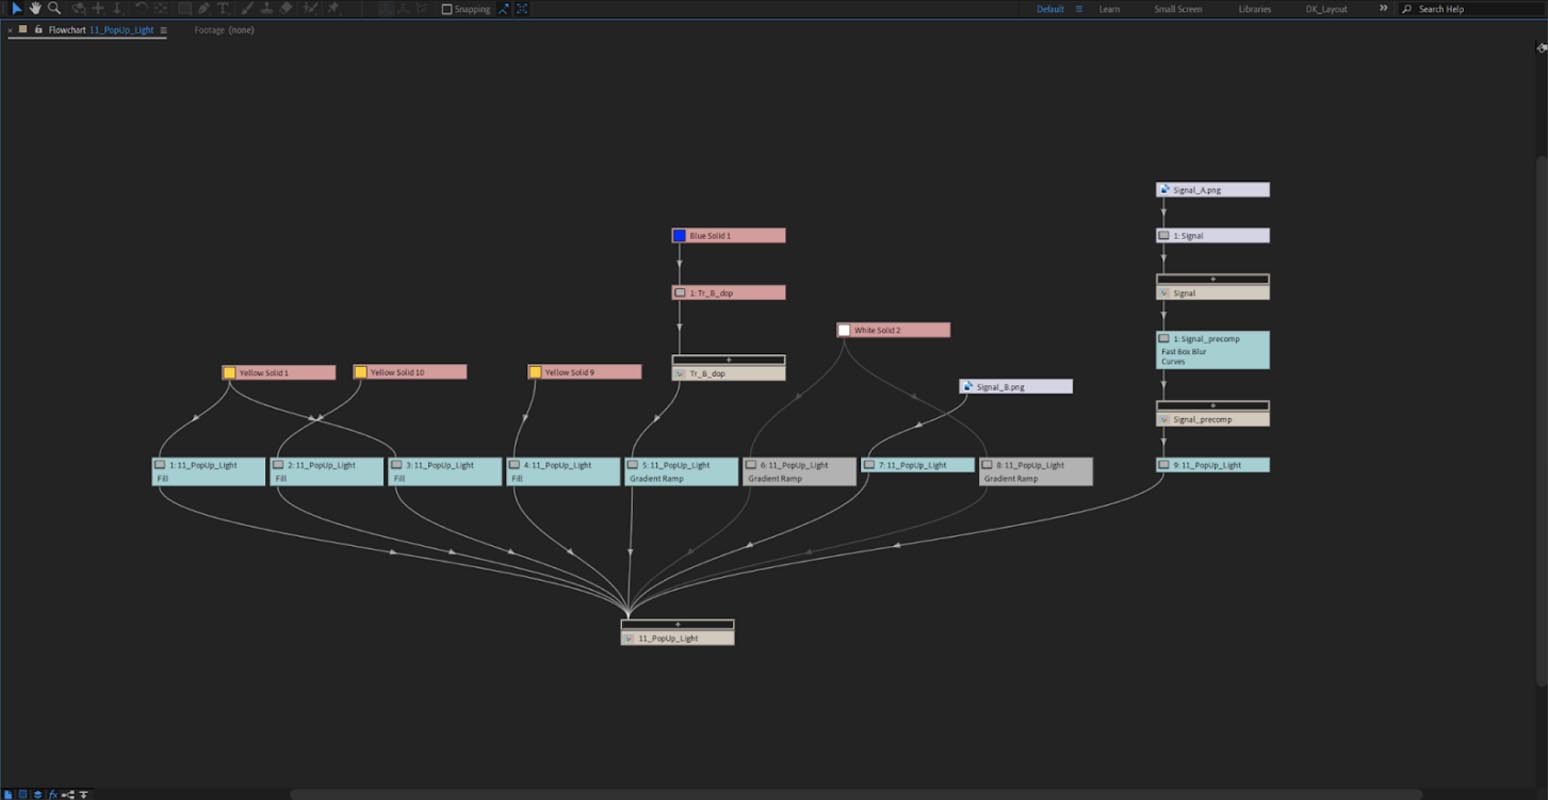 Snapping
Default
Learn
Small Screen
Libraries
DK_Layout
Search Help
Flowchart 11_PopUp_Light
Footage (none)
Signal_A.png
Blue Solid 1
1: Signal
1: Tr_B_dop
Signal
White Solid 2
1: Signal_precomp
Fast Box Blur
Curves
Yellow Solid 1
Yellow Solid 10
Yellow Solid 9
Tr_B_dop
Signal_B.png
Signal_precomp
1: 11_PopUp_Light
Fill
2: 11_PopUp_Light
Fill
3: 11_PopUp_Light
Fill
4: 11_PopUp_Light
Fill
5: 11_PopUp_Light
Gradient Ramp
6: 11_PopUp_Light
Gradient Ramp
7: 11_PopUp_Light
8: 11_PopUp_Light
Gradient Ramp
9: 11_PopUp_Light
11_PopUp_Light
fx